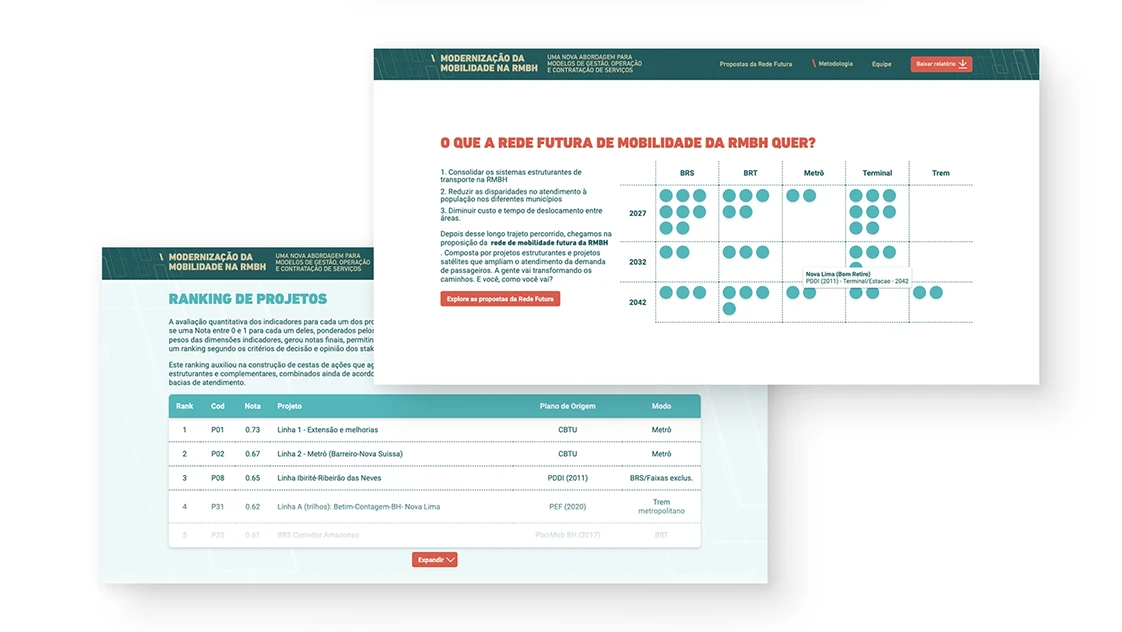 \ MODERNIZAÇÃO DA
MOBILIDADE NA RMBH
UMA NOVA ABORDAGEM PARA
MODELOS DE GESTÃO, OPERAÇÃO
E CONTRATAÇÃO DE SERVIÇOS
Propostas da Rede Futura
\ Metodologia
Equipe
Baixar relatório
O QUE A REDE FUTURA DE MOBILIDADE DA RMBH QUER?
1. Consolidar os sistemas estruturantes de
transporte na RMBH
2. Reduzir as disparidades no atendimento à
população nos diferentes municípios
3. Diminuir custo e tempo de deslocamento entre
áreas.
Depois desse longo trajeto percorrido, chegamos na
proposição da rede de mobilidade futura da RMBH
. Composta por projetos estruturantes e projetos
satélites que ampliam o atendimento da demanda
de passageiros. A gente vai transformando os
caminhos. E você, como você vai?
Explore as propostas da Rede Futura
BRS BRT Metrô Terminal Trem
2027
2032
Nova Lima (Bom Retiro)
PDDI (2011) - Terminal/Estacao - 2042
2042
\ MODERNIZAÇÃO DA
MOBILIDADE NA RMBH
UMA NOVA ABORDAGEM PARA
MODELOS DE GESTÃO, OPERAÇÃO
E CONTRATAÇÃO DE SERVIÇOS
RANKING DE PROJETOS
A avaliação quantitativa dos indicadores para cada um dos
se uma Nota entre 0 e 1 para cada um deles, ponderados pelos
pesos das dimensões indicadores, gerou notas finais,
um ranking segundo os critérios de decisão e opinião dos
Este ranking auxiliou na construção de cestas de ações que
estruturantes e complementares, combinados ainda de
bacias de atendimento.
Rank Cod Nota Projeto Plano de Origem Modo
1 P01 0.73 Linha 1 - Extensão e melhorias CBTU Metrô
2 P02 0.67 Linha 2 - Metrô (Barreiro-Nova Suissa) CBTU Metrô
3 P08 0.65 Linha Ibirité-Ribeirão das Neves PDDI (2011) BRS/Faixas exclus.
4 P31 0.62 Linha A (trilhos): Betim-Contagem-BH- Nova Lima PEF (2020) Trem metropolitano
5 P25 0.61 BRS Corredor Amazonas PlanMob BH (2017) BRT
Expandir